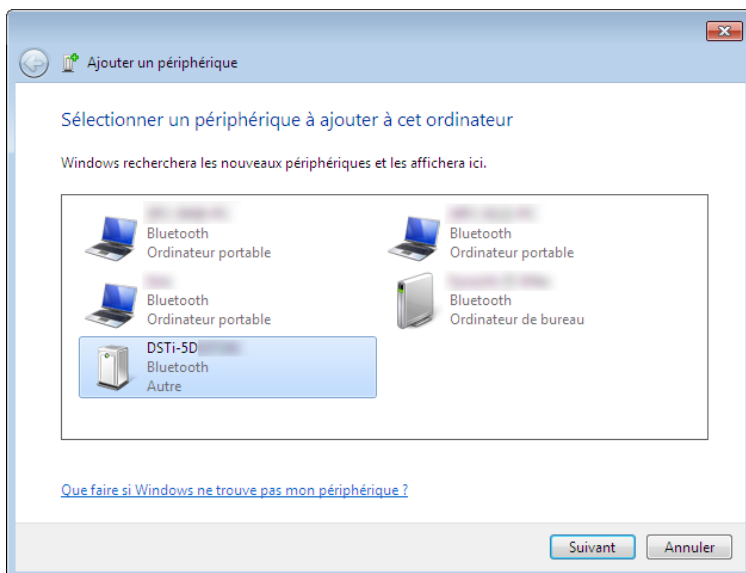 Ajouter un périphérique
Sélectionner un périphérique à ajouter à cet ordinateur
Windows recherchera les nouveaux périphériques et les affichera ici.
Bluetooth
Ordinateur portable
Bluetooth
Ordinateur portable
Bluetooth
Ordinateur portable
Bluetooth
Ordinateur de bureau
DSTi-5D
Bluetooth
Autre
Que faire si Windows ne trouve pas mon périphérique ?
Suivant
Annuler